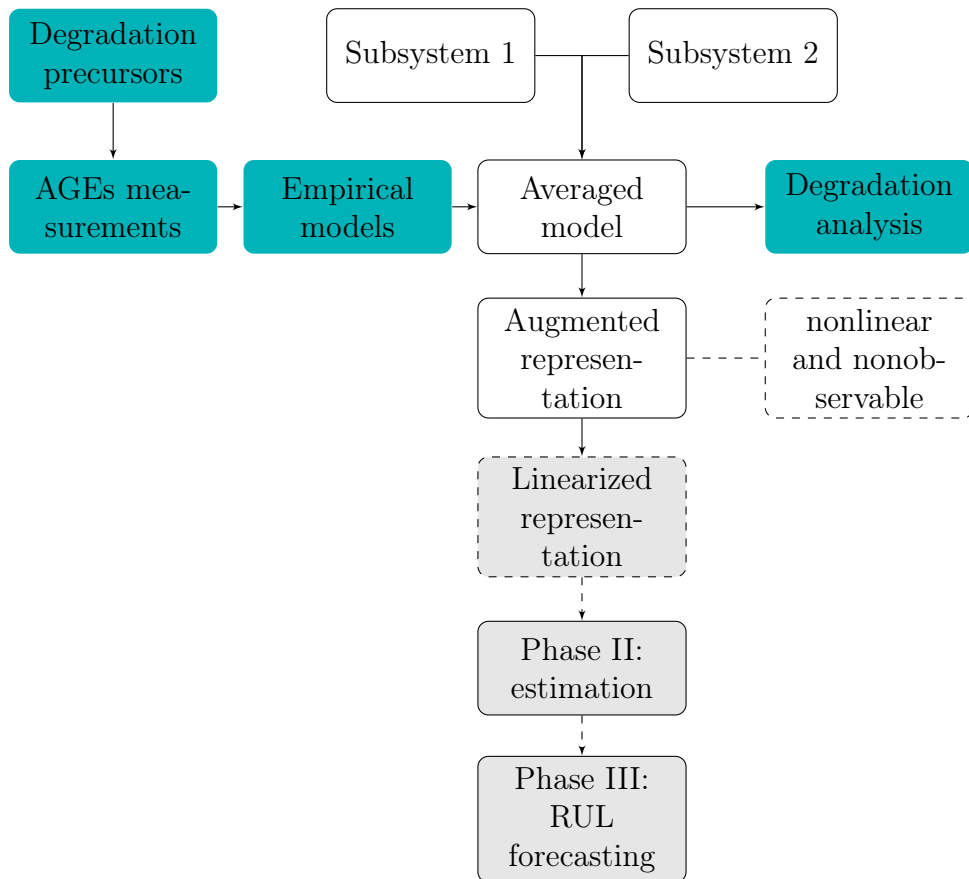 Degradation
precursors
Subsystem 1
Subsystem 2
AGEs mea-
surements
Empirical
models
Averaged
model
Degradation
analysis
Augmented
represen-
tation
nonlinear
and nonob-
servable
Linearized
represen-
tation
Phase II:
estimation
Phase III:
RUL
forecasting